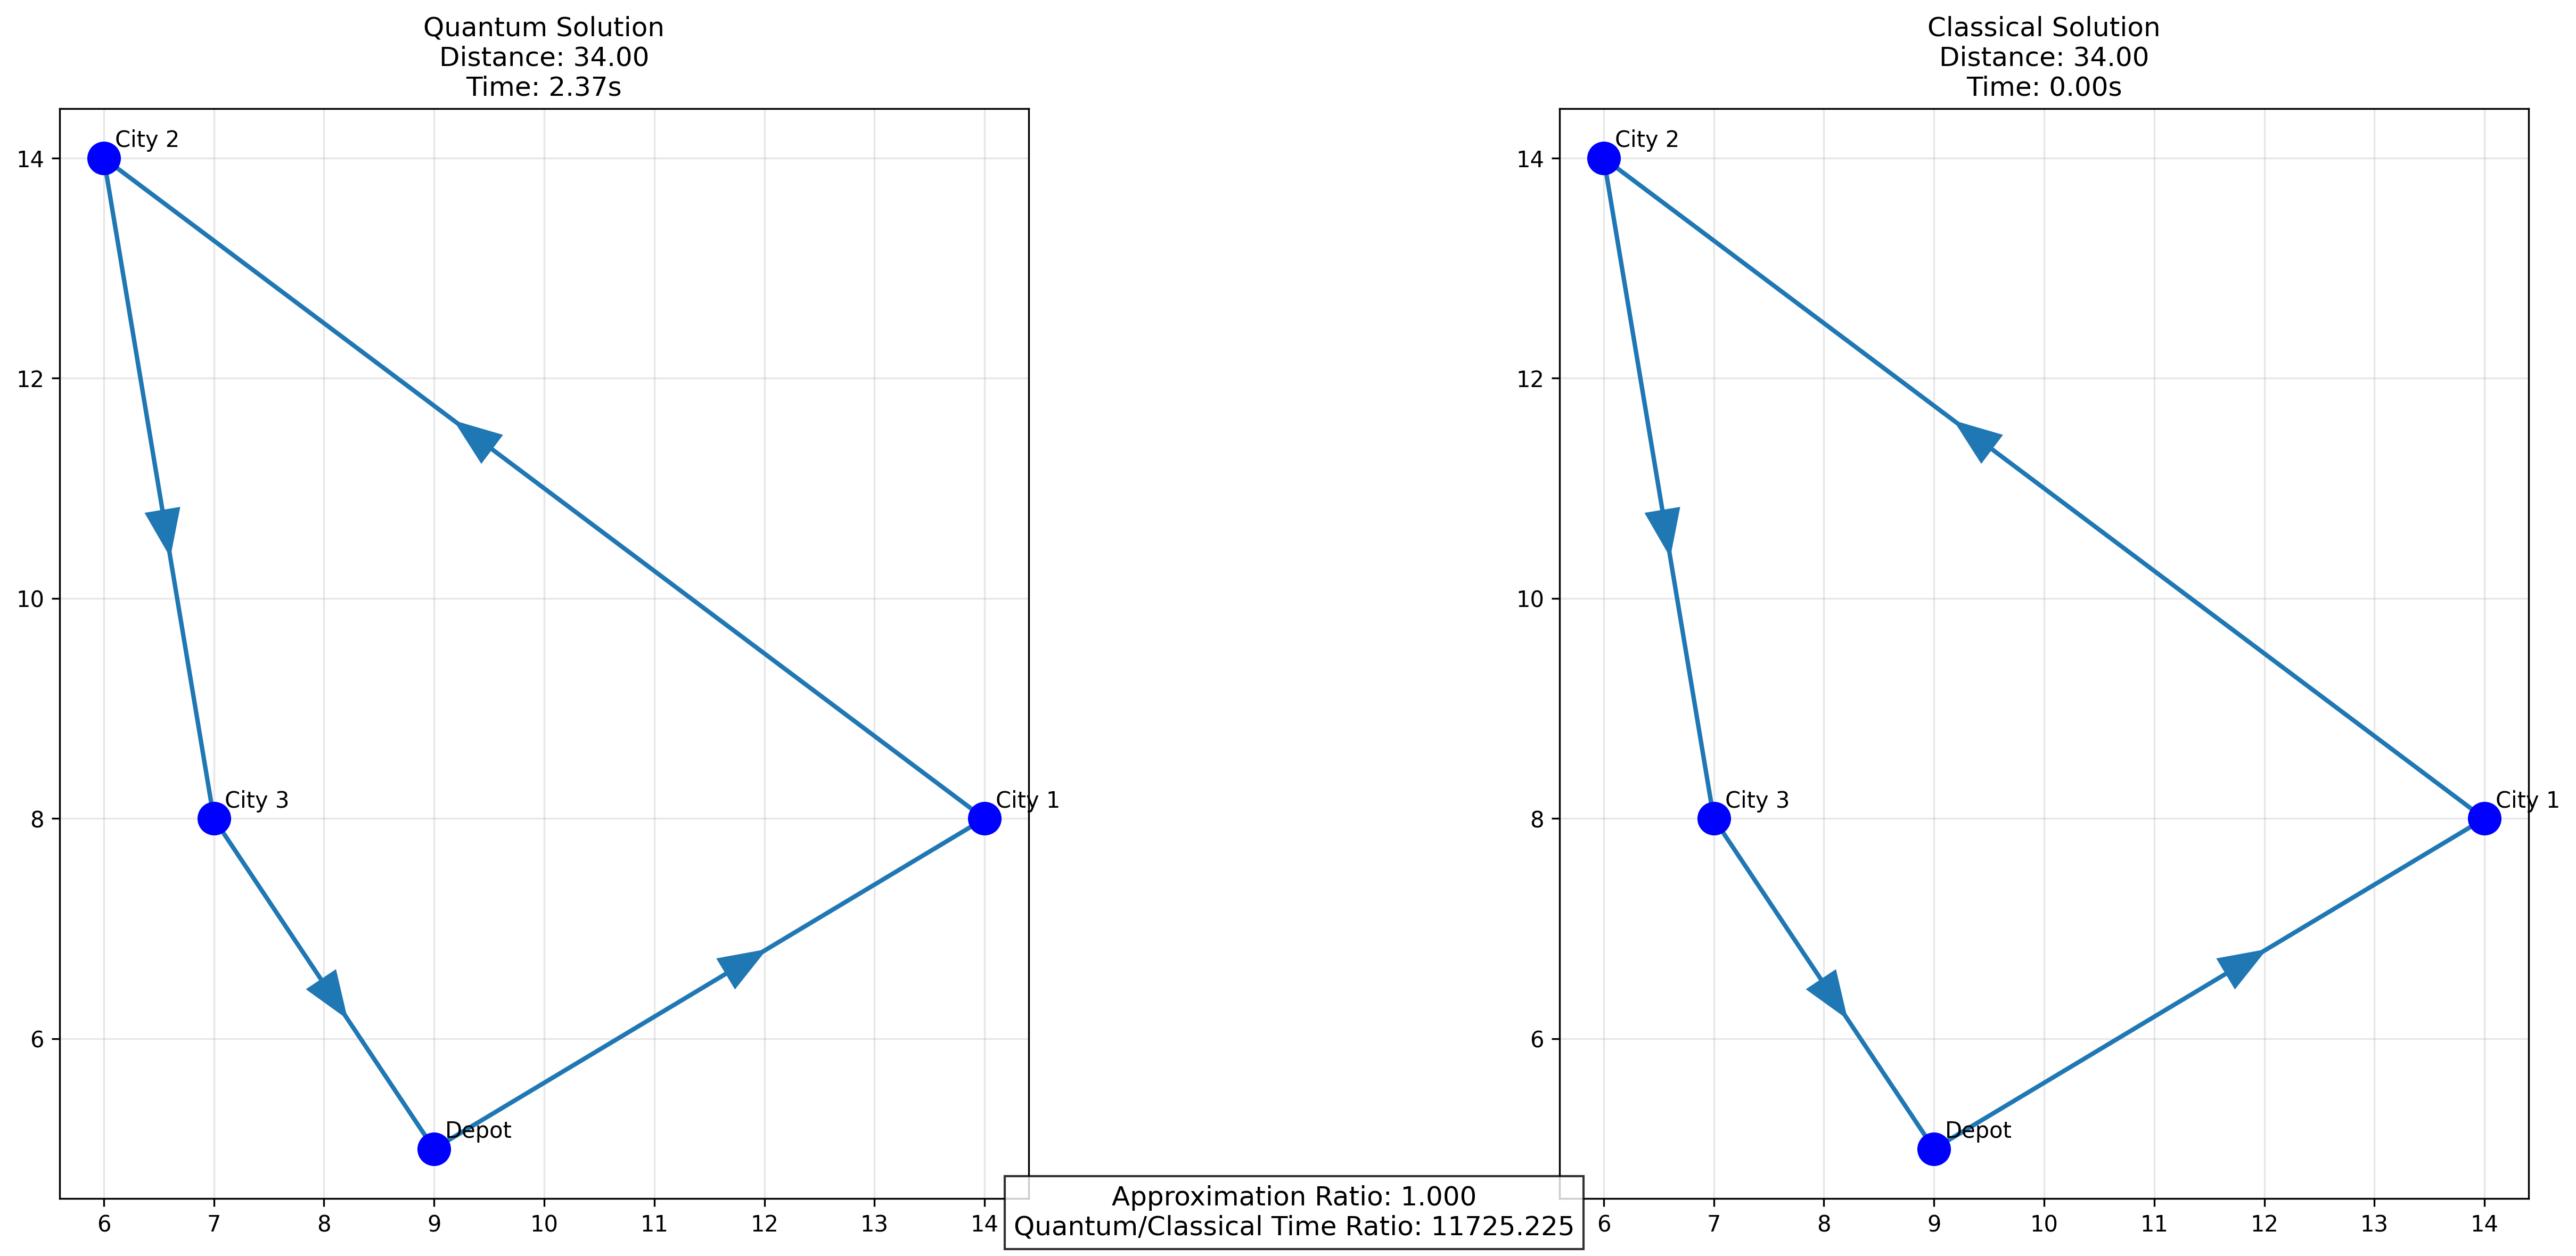 Quantum Solution
Distance: 34.00
Time: 2.37s
14
12
10
8
6
6 7 8 9 10 11 12 13 14
City 2
City 3
City 1
Depot
Classical Solution
Distance: 34.00
Time: 0.00s
14
12
10
8
6
6 7 8 9 10 11 12 13 14
City 2
City 3
City 1
Depot
Approximation Ratio: 1.000
Quantum/Classical Time Ratio: 11725.225